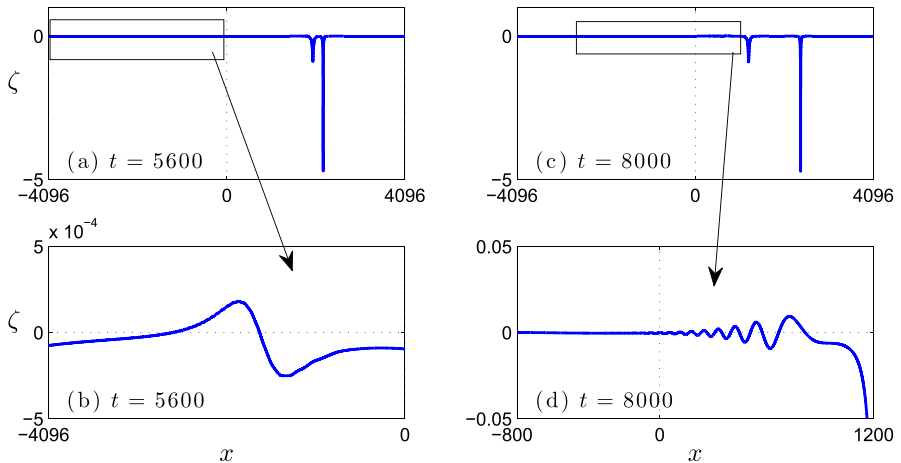 0
ζ
(a) t = 5600
−5
−4096 0 4096
0
(c) t = 8000
−5
−4096 0 4096
x 10⁻⁴
5
0
ζ
(b) t = 5600
−5
−4096 0
x
0.05
0
(d) t = 8000
−0.05
−800 0 1200
x